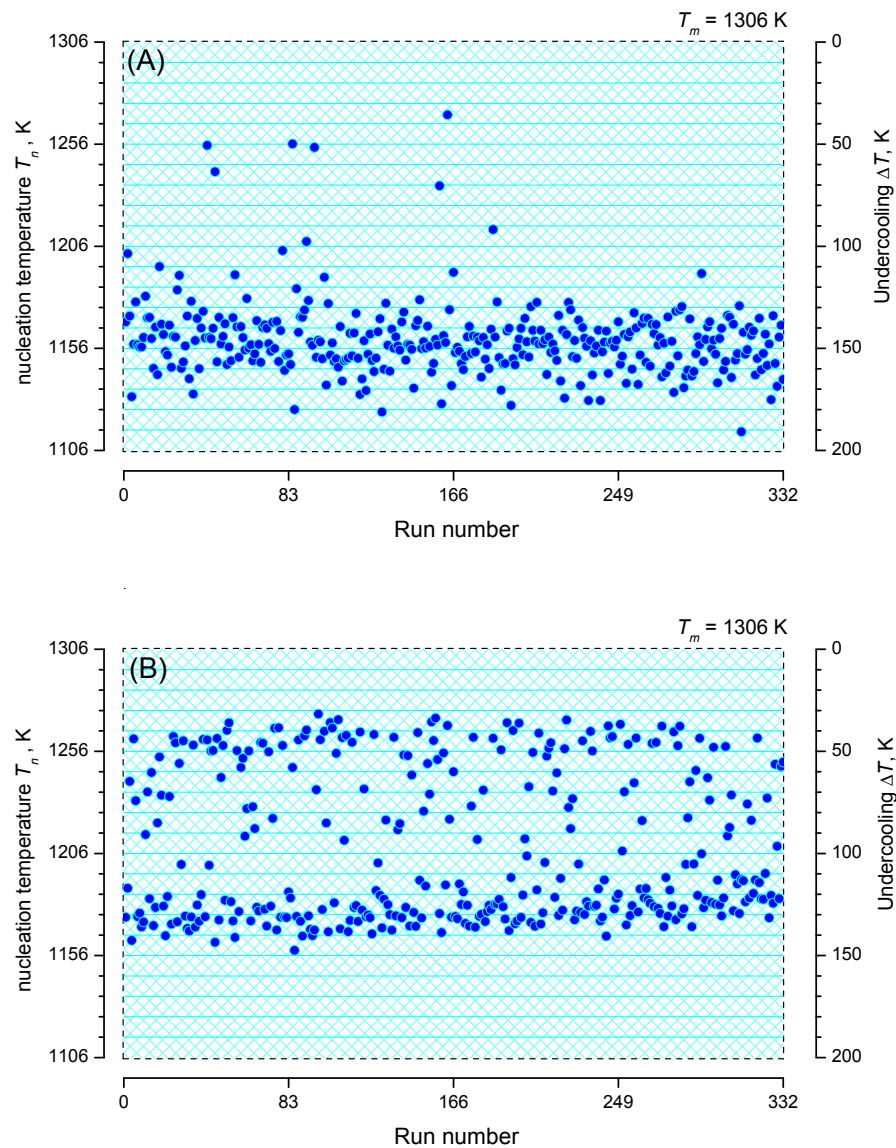 T_m = 1306 K
(A)
1306
1256
1206
1156
1106
nucleation temperature T_n, K
0
50
100
150
200
Undercooling ΔT, K
0 83 166 249 332
Run number
T_m = 1306 K
(B)
1306
1256
1206
1156
1106
nucleation temperature T_n, K
0
50
100
150
200
Undercooling ΔT, K
0 83 166 249 332
Run number